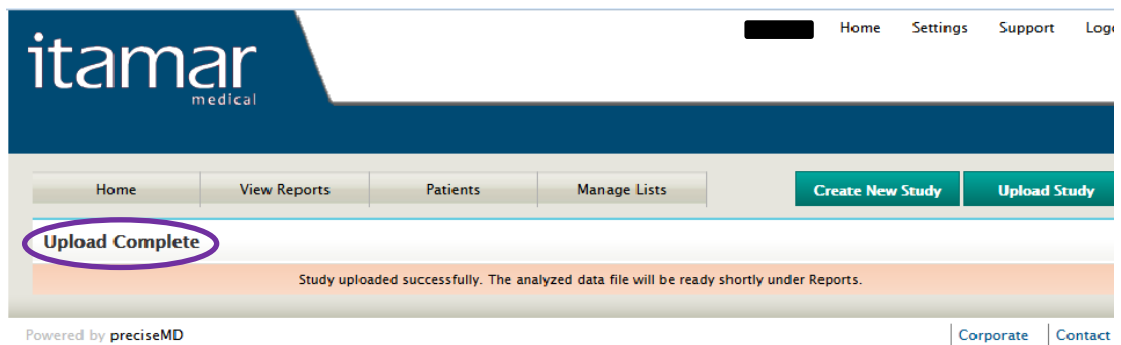 Home Settings Support
itamar
medical
Home View Reports Patients Manage Lists Create New Study Upload Study
Upload Complete
Study uploaded successfully. The analyzed data file will be ready shortly under Reports.
Powered by preciseMD Corporate Contact